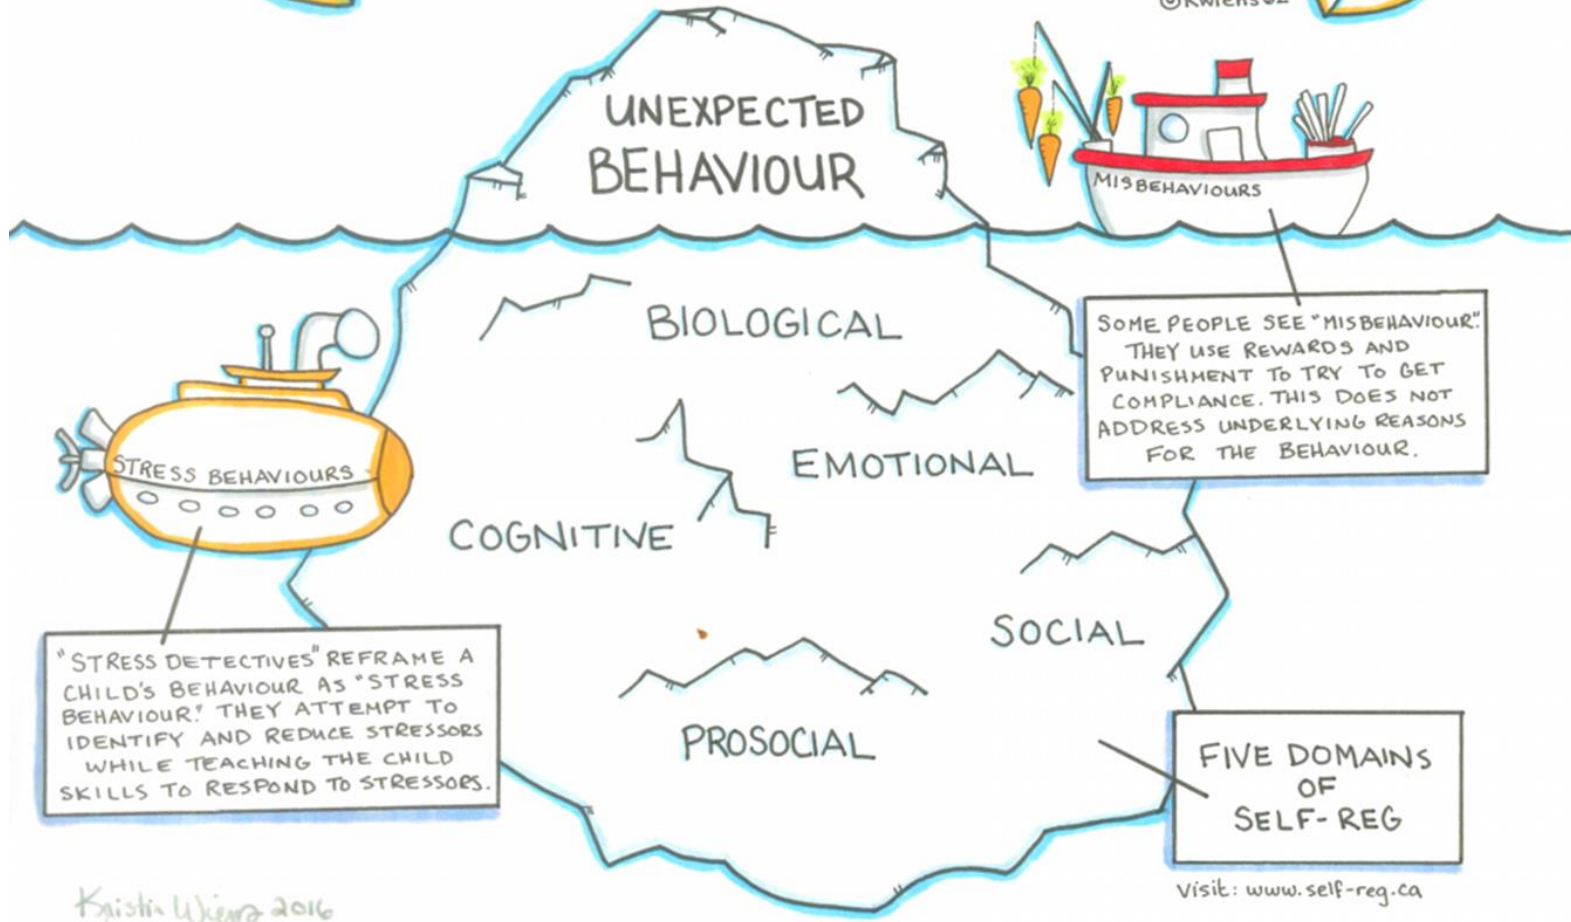 ©KWIENS62
UNEXPECTED
BEHAVIOUR
MISBEHAVIOURS
BIOLOGICAL
SOME PEOPLE SEE "MISBEHAVIOUR".
THEY USE REWARDS AND
PUNISHMENT TO TRY TO GET
COMPLIANCE. THIS DOES NOT
ADDRESS UNDERLYING REASONS
FOR THE BEHAVIOUR.
EMOTIONAL
STRESS BEHAVIOURS
COGNITIVE
SOCIAL
"STRESS DETECTIVES" REFRAME A
CHILD'S BEHAVIOUR AS "STRESS
BEHAVIOUR." THEY ATTEMPT TO
IDENTIFY AND REDUCE STRESSORS
WHILE TEACHING THE CHILD
SKILLS TO RESPOND TO STRESSORS.
PROSOCIAL
FIVE DOMAINS
OF
SELF-REG
Visit: www.self-reg.ca
Kristin Wiens 2016